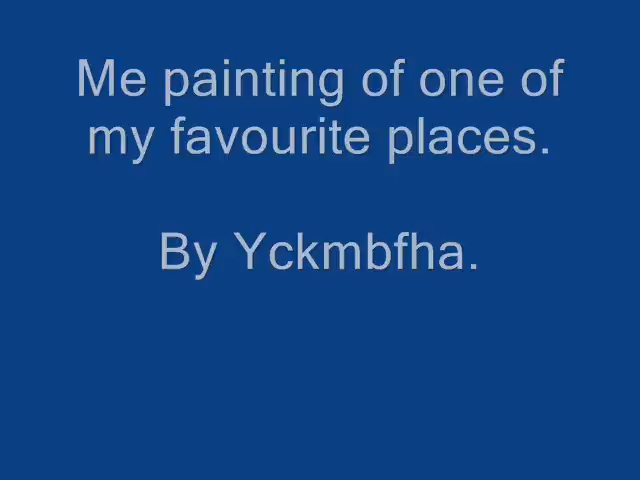 Me painting of one of
my favourite places.
By Yckmbfha.